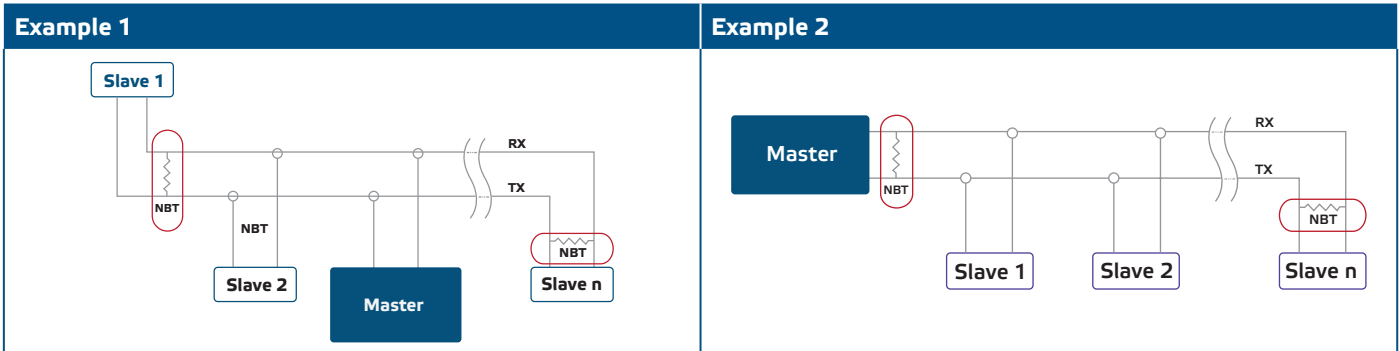 Example 1
Slave 1
RX
TX
NBT
NBT
NBT
Slave 2
Master
Slave n
Example 2
Master
RX
TX
NBT
NBT
Slave 1
Slave 2
Slave n